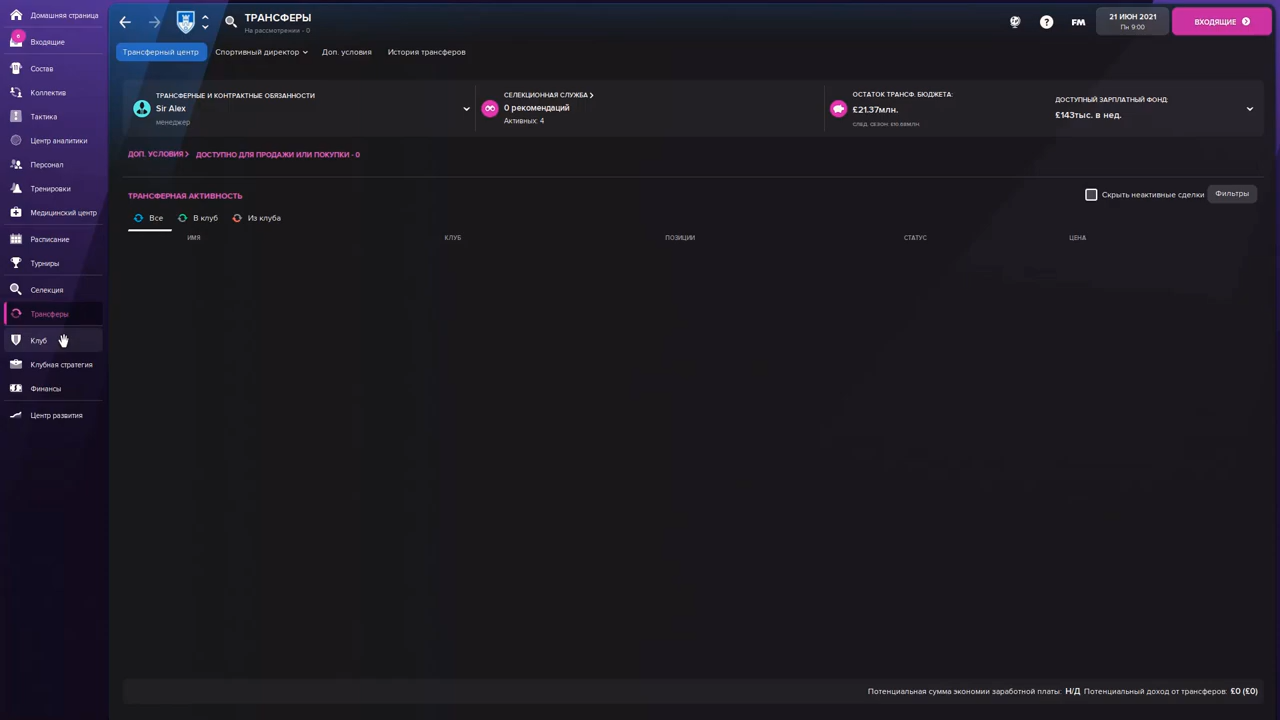 Домашняя страница
6
Входящие
Состав
Коллектив
Тактика
Центр аналитики
Персонал
Тренировки
Медицинский центр
Расписание
Турниры
Селекция
Трансферы
Клуб
Клубная стратегия
Финансы
Центр развития
ТРАНСФЕРЫ
На рассмотрении - 0
FM
21 ИЮН 2021
Пн 9:00
ВХОДЯЩИЕ
Трансферный центр
Спортивный директор
Доп. условия
История трансферов
ТРАНСФЕРНЫЕ И КОНТРАКТНЫЕ ОБЯЗАННОСТИ
Sir Alex
менеджер
СЕЛЕКЦИОННАЯ СЛУЖБА
0 рекомендаций
Активных: 4
ОСТАТОК ТРАНСФ. БЮДЖЕТА:
£21.37млн.
СЛЕД. СЕЗОН: £10.68МЛН.
ДОСТУПНЫЙ ЗАРПЛАТНЫЙ ФОНД:
£143тыс. в нед.
ДОП. УСЛОВИЯ
ДОСТУПНО ДЛЯ ПРОДАЖИ ИЛИ ПОКУПКИ - 0
ТРАНСФЕРНАЯ АКТИВНОСТЬ
Скрыть неактивные сделки
Фильтры
Все
В клуб
Из клуба
ИМЯ
КЛУБ
ПОЗИЦИИ
СТАТУС
ЦЕНА
Потенциальная сумма экономии заработной платы: Н/Д Потенциальный доход от трансферов: £0 (£0)